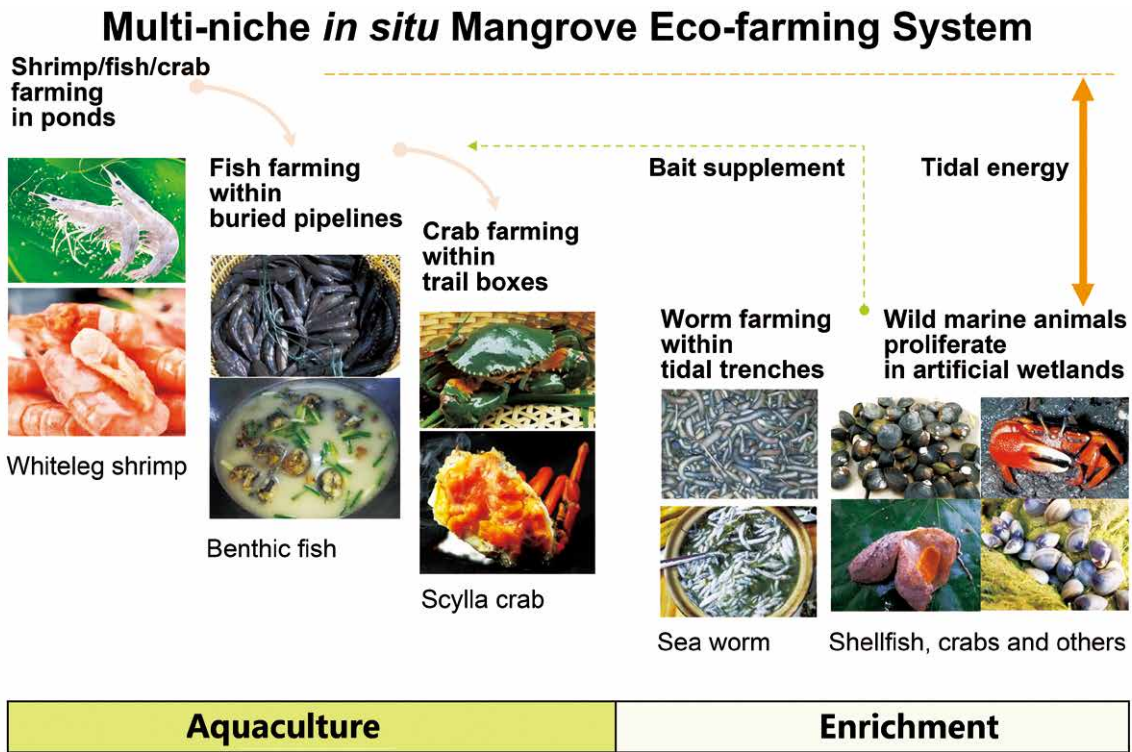 Multi-niche in situ Mangrove Eco-farming System
Shrimp/fish/crab
farming
in ponds
Whiteleg shrimp
Fish farming
within
buried pipelines
Benthic fish
Crab farming
within
trail boxes
Scylla crab
Bait supplement
Tidal energy
Worm farming
within
tidal trenches
Sea worm
Wild marine animals
proliferate
in artificial wetlands
Shellfish, crabs and others
Aquaculture
Enrichment